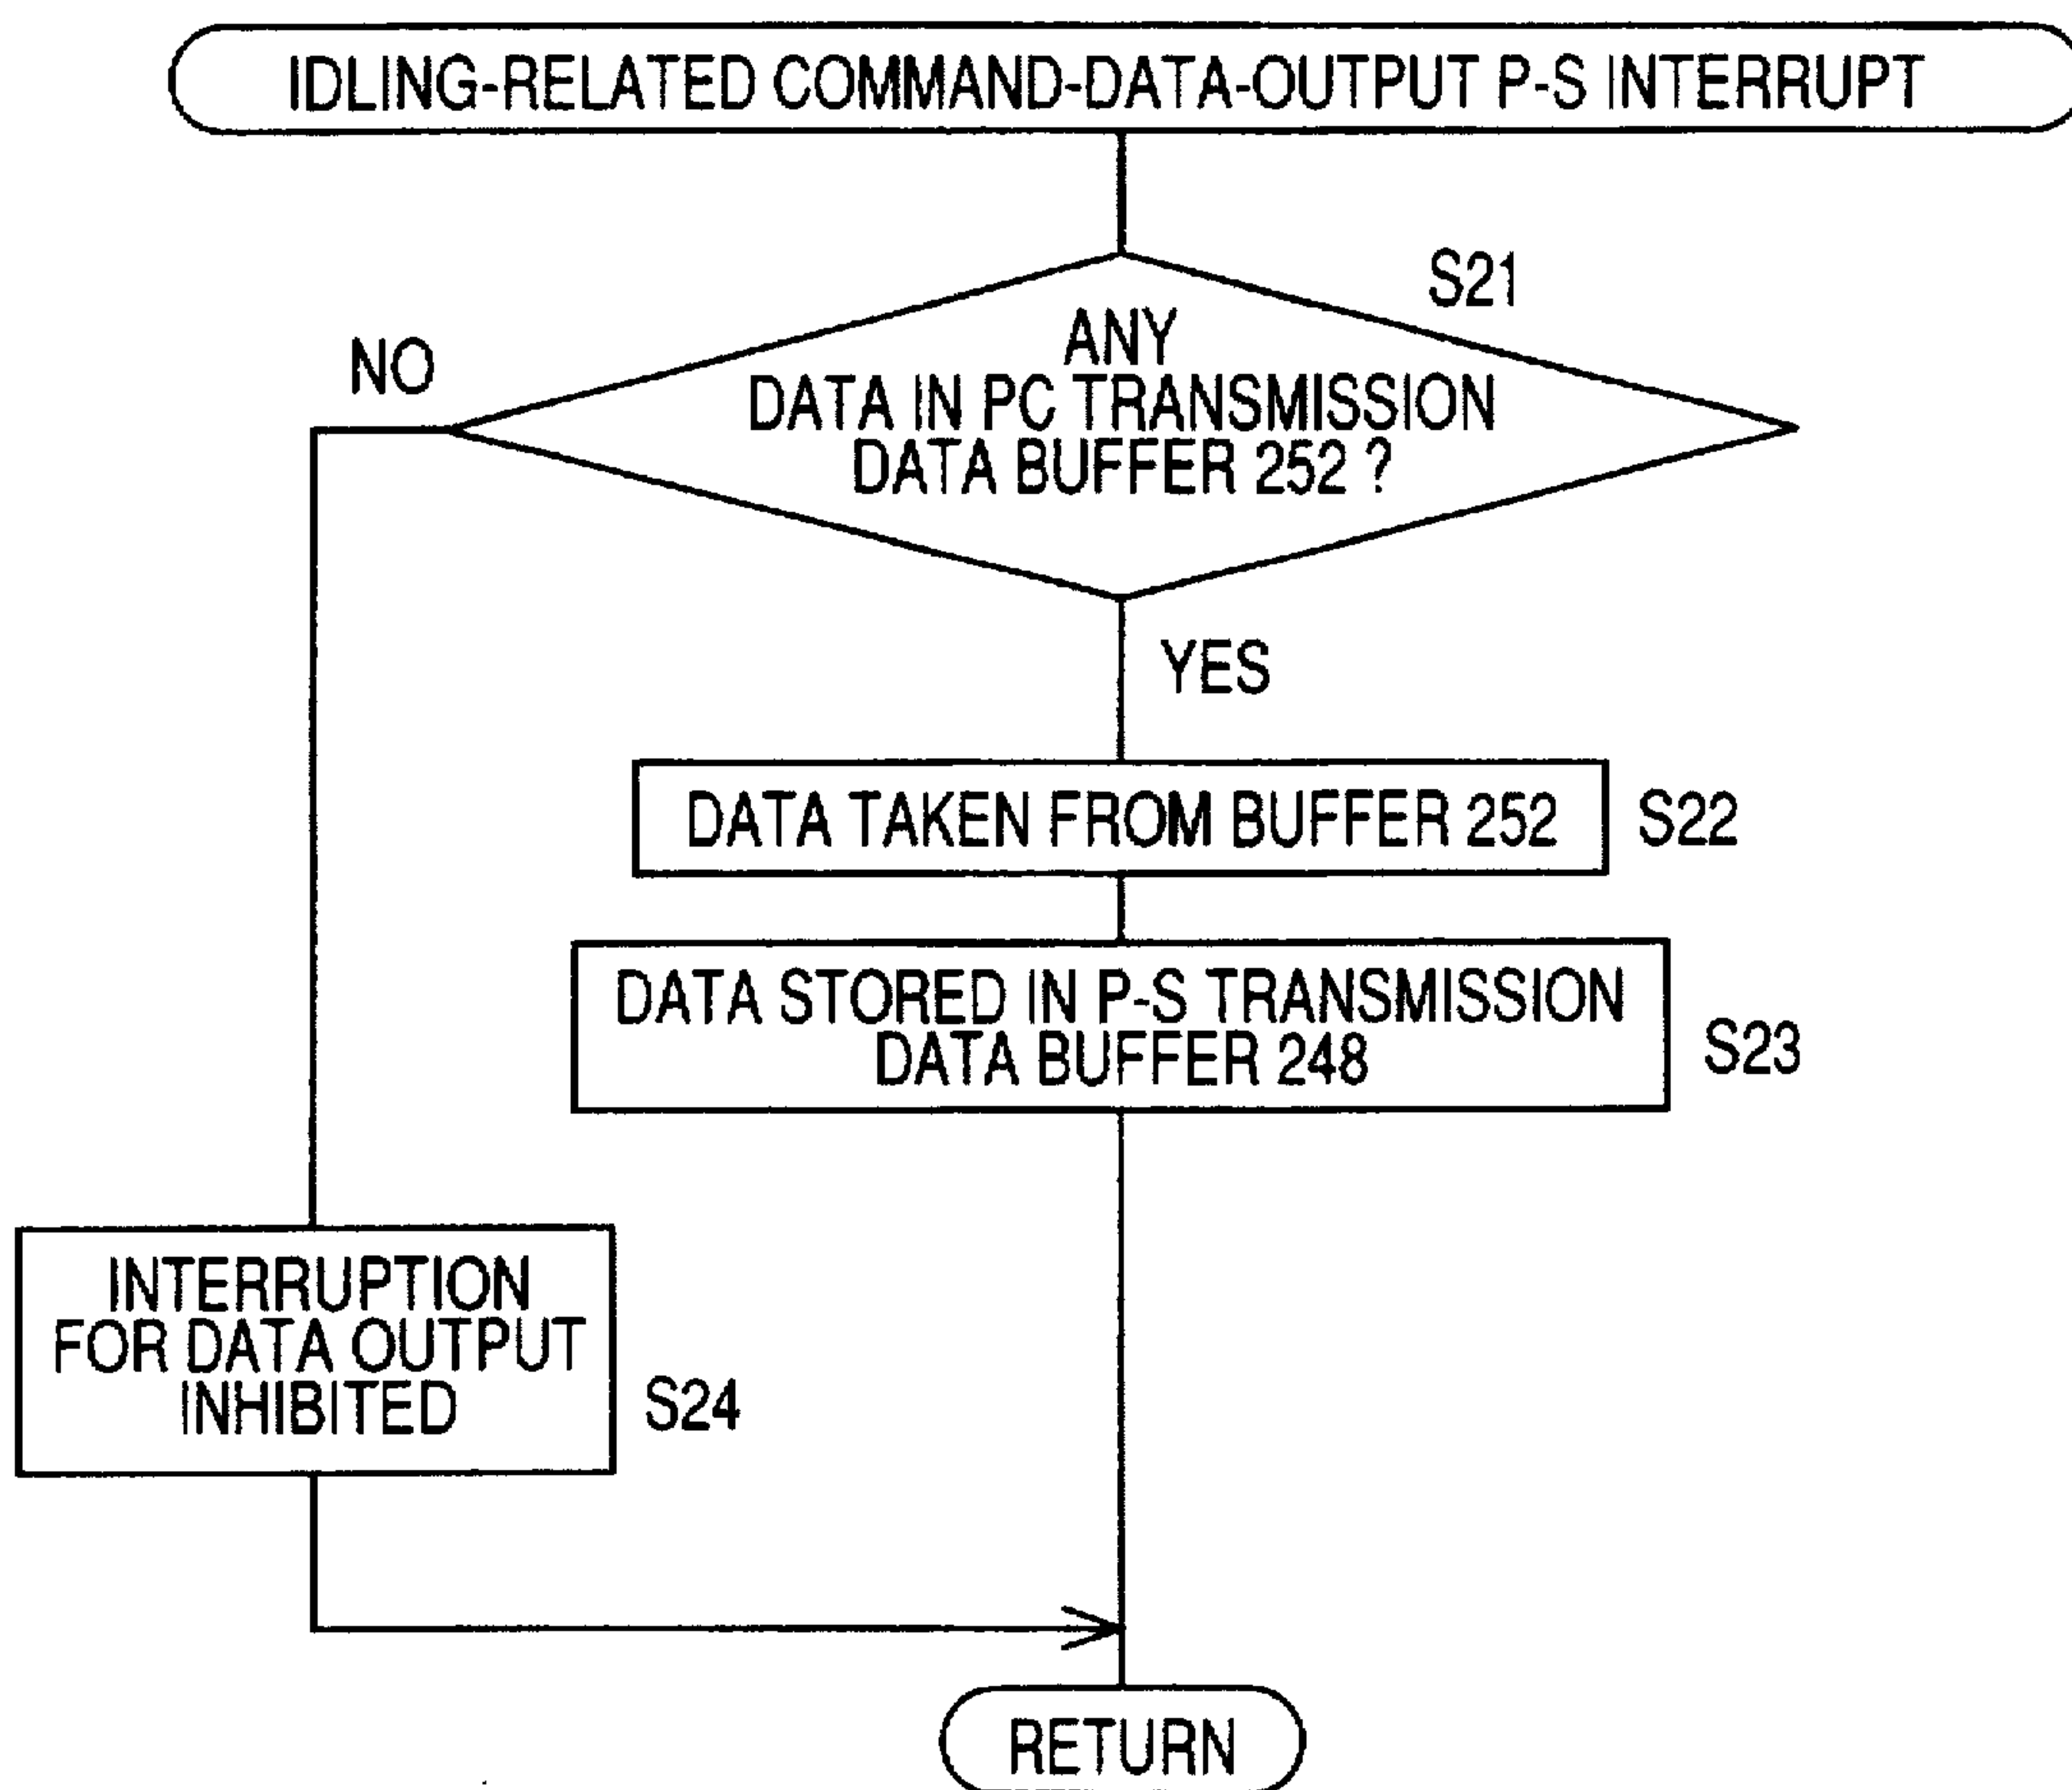 IDLING-RELATED COMMAND-DATA-OUTPUT P-S INTERRUPT
S21
ANY
DATA IN PC TRANSMISSION
DATA BUFFER 252 ?
NO
YES
DATA TAKEN FROM BUFFER 252
S22
DATA STORED IN P-S TRANSMISSION
DATA BUFFER 248
S23
INTERRUPTION
FOR DATA OUTPUT
INHIBITED
S24
RETURN